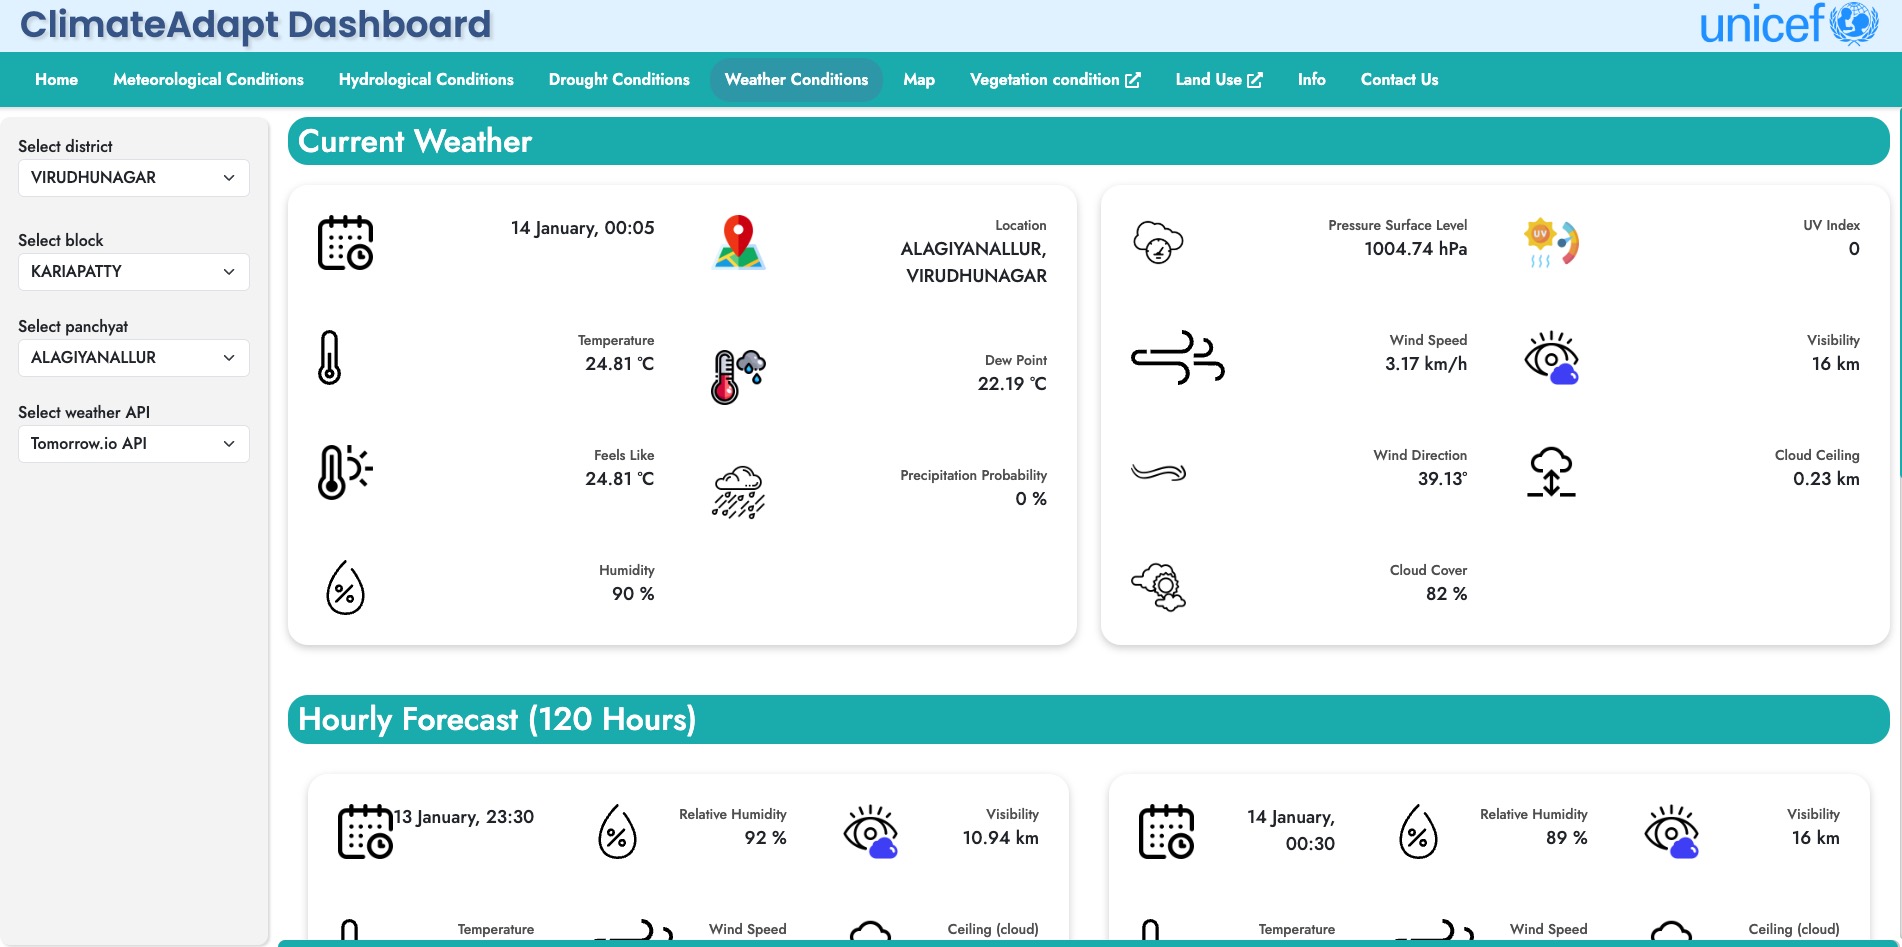 ClimateAdapt Dashboard
unicef
Home Meteorological Conditions Hydrological Conditions Drought Conditions Weather Conditions Map Vegetation condition Land Use Info Contact Us
Select district
VIRUDHUNAGAR
Select block
KARIAPATTY
Select panchyat
ALAGIYANALLUR
Select weather API
Tomorrow.io API
Current Weather
14 January, 00:05
Location
ALAGIYANALLUR,
VIRUDHUNAGAR
Temperature
24.81 °C
Dew Point
22.19 °C
Feels Like
24.81 °C
Precipitation Probability
0 %
Humidity
90 %
Pressure Surface Level
1004.74 hPa
UV
UV Index
0
Wind Speed
3.17 km/h
Visibility
16 km
Wind Direction
39.13°
Cloud Ceiling
0.23 km
Cloud Cover
82 %
Hourly Forecast (120 Hours)
13 January, 23:30
Relative Humidity
92 %
Visibility
10.94 km
Temperature
Wind Speed
Ceiling (cloud)
14 January,
00:30
Relative Humidity
89 %
Visibility
16 km
Temperature
Wind Speed
Ceiling (cloud)